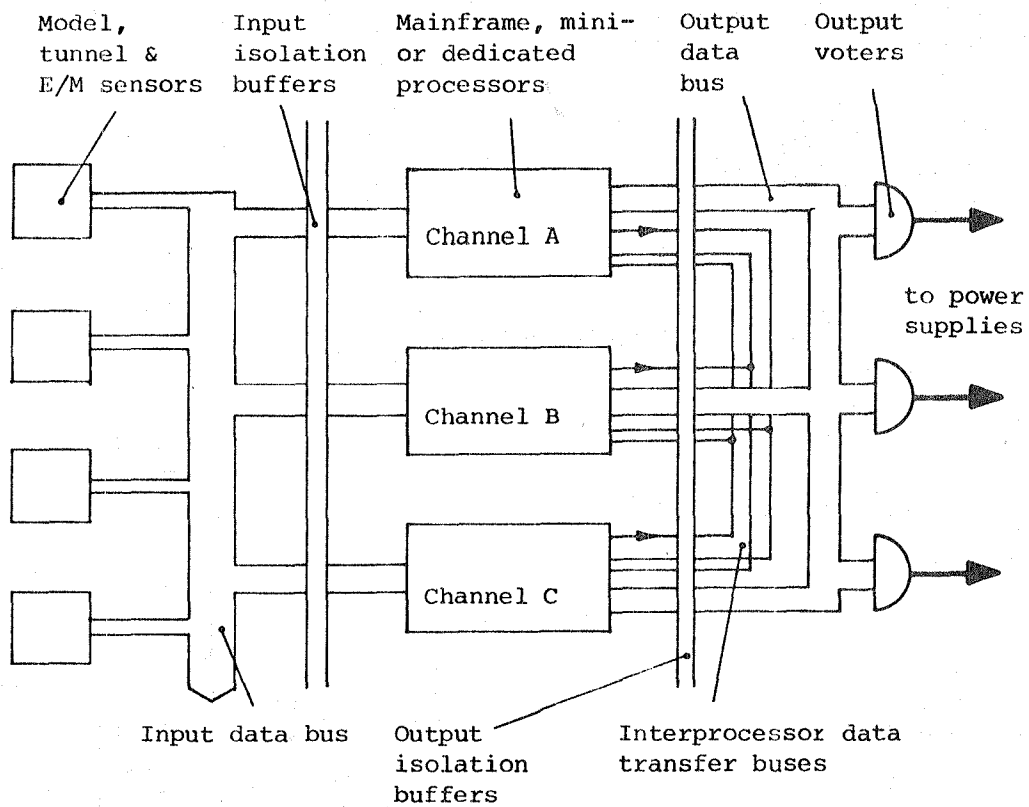 Model,
tunnel &
E/M sensors
Input
isolation
buffers
Mainframe, mini-
or dedicated
processors
Output
data
bus
Output
voters
Channel A
to power
supplies
Channel B
Channel C
Input data bus
Output
isolation
buffers
Interprocessor data
transfer buses